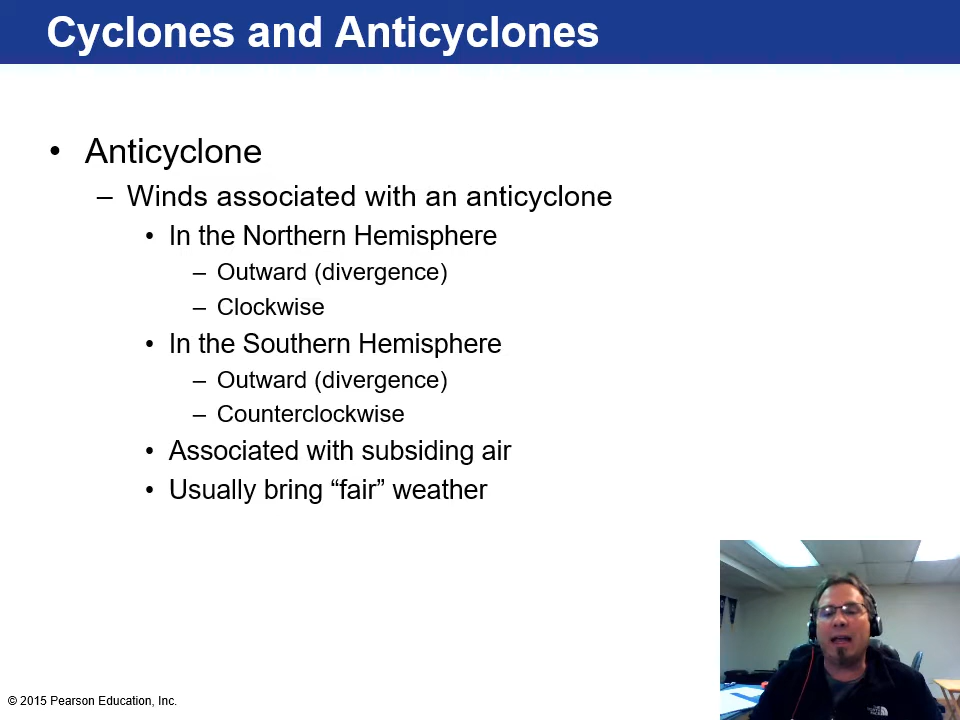 Cyclones and Anticyclones
• Anticyclone
– Winds associated with an anticyclone
• In the Northern Hemisphere
– Outward (divergence)
– Clockwise
• In the Southern Hemisphere
– Outward (divergence)
– Counterclockwise
• Associated with subsiding air
• Usually bring “fair” weather
© 2015 Pearson Education, Inc.